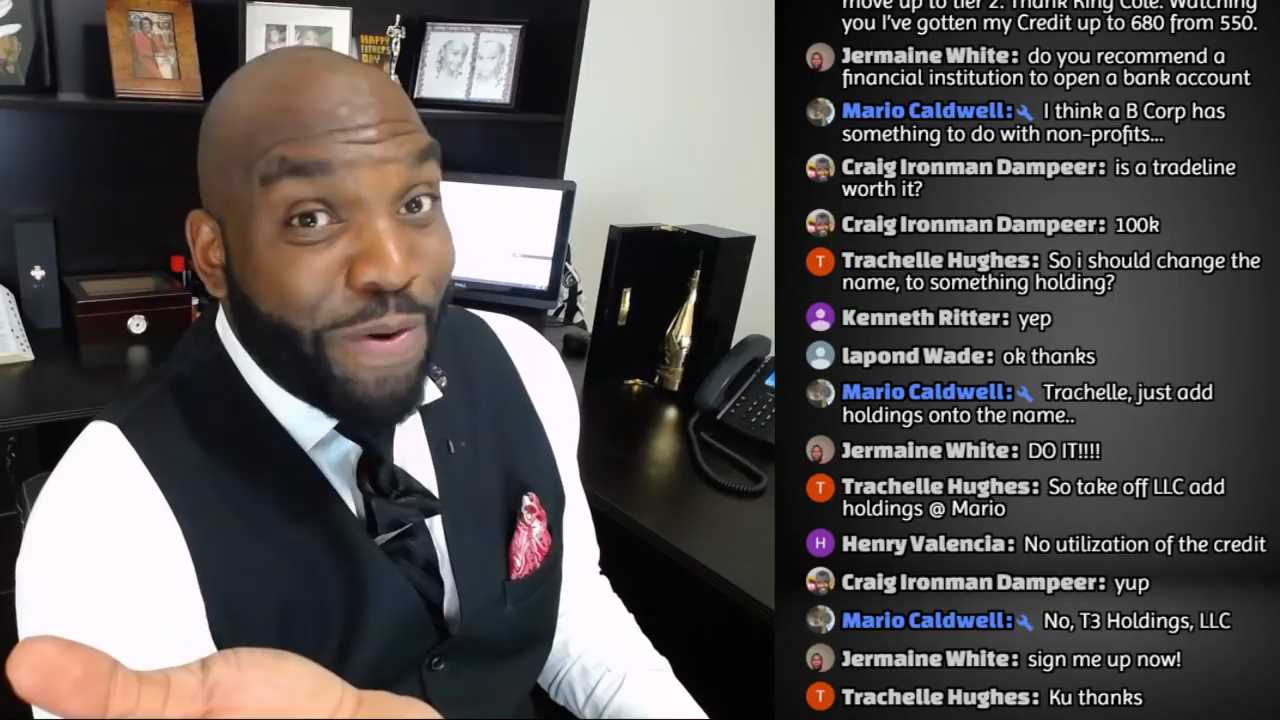 move up to tier 2. Thank King Cole. Watching
you I've gotten my Credit up to 680 from 550.
Jermaine White: do you recommend a
financial institution to open a bank account
Mario Caldwell: I think a B Corp has
something to do with non-profits...
Craig Ironman Dampeer: is a tradeline
worth it?
Craig Ironman Dampeer: 100k
T
Trachelle Hughes: So i should change the
name, to something holding?
Kenneth Ritter: yep
lapond Wade: ok thanks
Mario Caldwell: Trachelle, just add
holdings onto the name..
Jermaine White: DO IT!!!!
T
Trachelle Hughes: So take off LLC add
holdings @ Mario
H
Henry Valencia: No utilization of the credit
Craig Ironman Dampeer: yup
Mario Caldwell: No, T3 Holdings, LLC
Jermaine White: sign me up now!
T
Trachelle Hughes: Ku thanks
HAPPY
FATHER'S
DAY
DELL